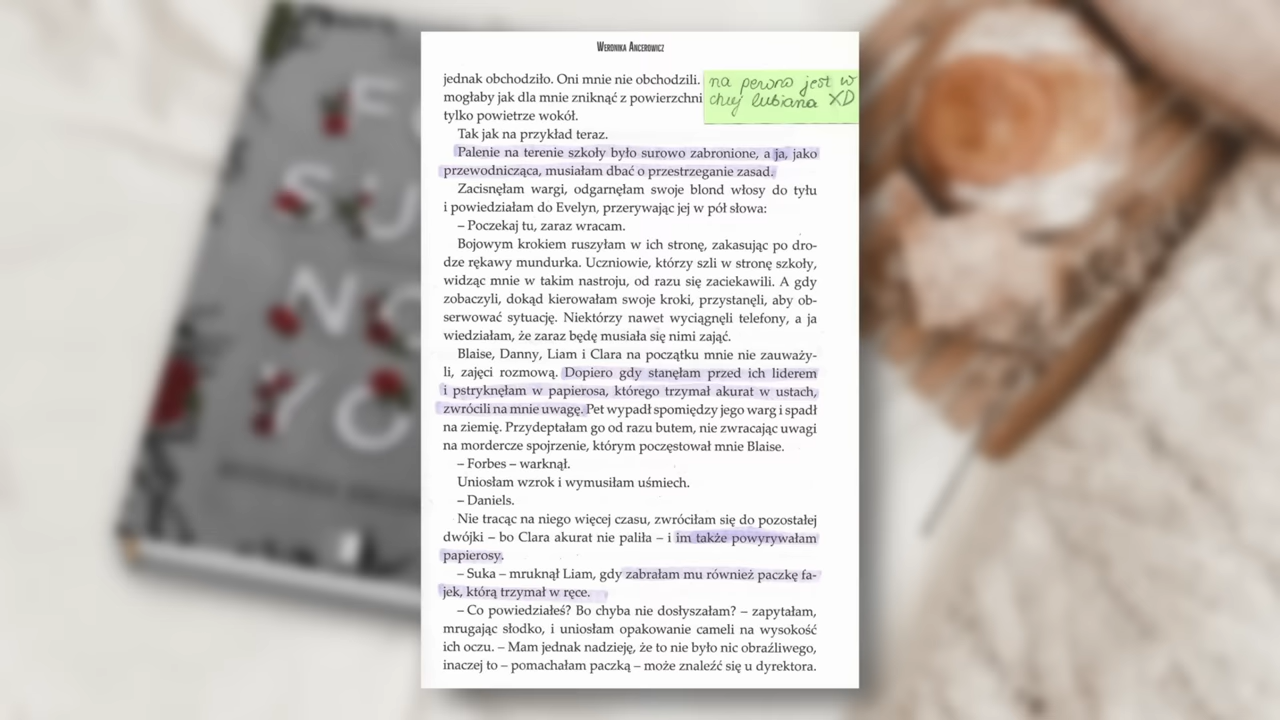 WERONIKA ANCEROWICZ
jednak obchodziło. Oni mnie nie obchodzili.
mogłaby jak dla mnie zniknąć z powierzchni
tylko powietrze wokół.
na pewno jest w
chuj lubiana XD
Tak jak na przykład teraz.
Palenie na terenie szkoły było surowo zabronione, a ja, jako
przewodnicząca, musiałam dbać o przestrzeganie zasad.
Zacisnęłam wargi, odgarnęłam swoje blond włosy do tyłu
i powiedziałam do Evelyn, przerywając jej w pół słowa:
– Poczekaj tu, zaraz wracam.
Bojowym krokiem ruszyłam w ich stronę, zakasując po dro-
dze rękawy mundurka. Uczniowie, którzy szli w stronę szkoły,
widząc mnie w takim nastroju, od razu się zaciekawili. A gdy
zobaczyli, dokąd kierowałam swoje kroki, przystanęli, aby ob-
serwować sytuację. Niektórzy nawet wyciągnęli telefony, a ja
wiedziałam, że zaraz będę musiała się nimi zająć.
Blaise, Danny, Liam i Clara na początku mnie nie zauważy-
li, zajęci rozmową. Dopiero gdy stanęłam przed ich liderem
i pstryknęłam w papierosa, którego trzymał akurat w ustach,
zwrócili na mnie uwagę. Pet wypadł spomiędzy jego warg i spadł
na ziemię. Przydeptałam go od razu butem, nie zwracając uwagi
na mordercze spojrzenie, którym poczęstował mnie Blaise.
– Forbes – warknął.
Uniosłam wzrok i wymusiłam uśmiech.
– Daniels.
Nie tracąc na niego więcej czasu, zwróciłam się do pozostałej
dwójki – bo Clara akurat nie paliła – i im także powyrywałam
papierosy.
– Suka – mruknął Liam, gdy zabrałam mu również paczkę fa-
jek, którą trzymał w ręce.
– Co powiedziałeś? Bo chyba nie dosłyszałam? – zapytałam,
mrugając słodko, i uniosłam opakowanie cameli na wysokość
ich oczu. – Mam jednak nadzieję, że to nie było nic obraźliwego,
inaczej to – pomachałam paczką – może znaleźć się u dyrektora.
FO
SU
NO
YO